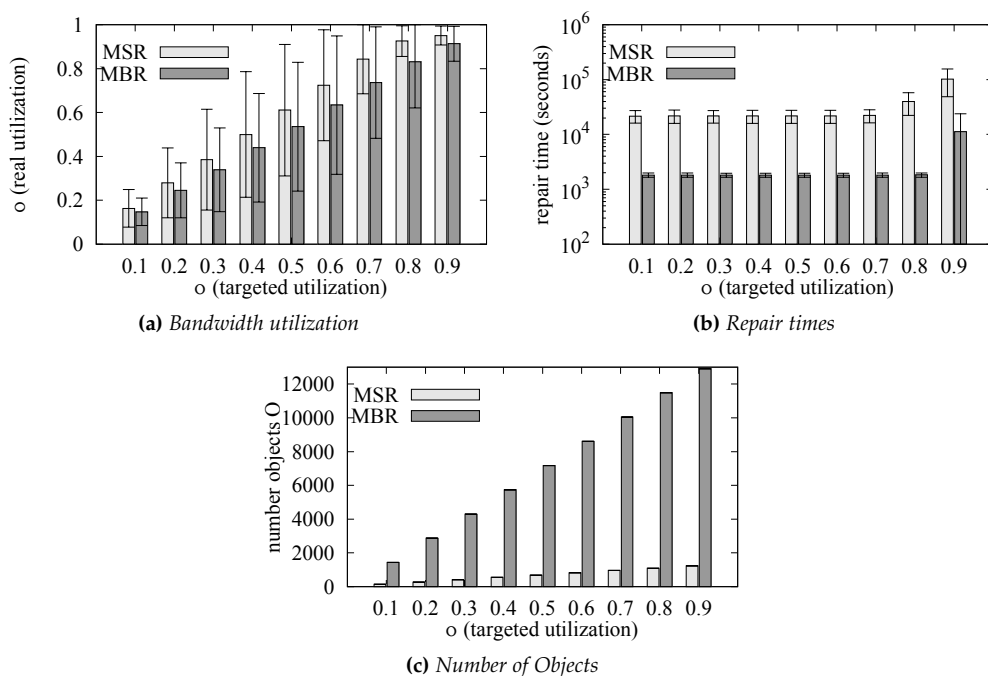 1
0.8
0.6
0.4
0.2
0
o (real utilization)
MSR
MBR
0.1 0.2 0.3 0.4 0.5 0.6 0.7 0.8 0.9
o (targeted utilization)
(a) Bandwidth utilization
10^6
10^5
10^4
10^3
10^2
repair time (seconds)
MSR
MBR
0.1 0.2 0.3 0.4 0.5 0.6 0.7 0.8 0.9
o (targeted utilization)
(b) Repair times
12000
10000
8000
6000
4000
2000
0
number objects O
MSR
MBR
0.1 0.2 0.3 0.4 0.5 0.6 0.7 0.8 0.9
o (targeted utilization)
(c) Number of Objects